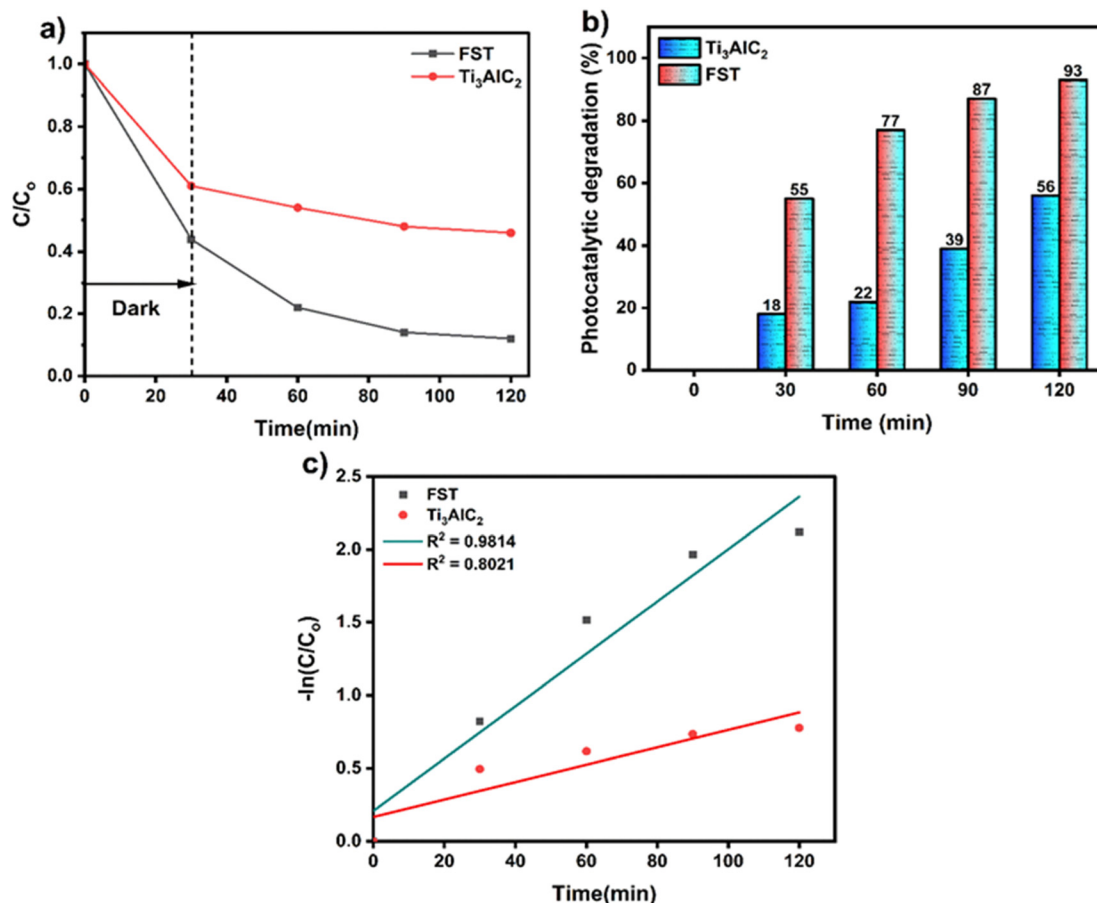 a)
FST
Ti₃AlC₂
1.0
0.8
0.6
0.4
0.2
0.0
C/Cₒ
Dark
0 20 40 60 80 100 120
Time(min)
b)
Ti₃AlC₂
FST
100
80
60
40
20
0
Photocatalytic degradation (%)
18 55 22 77 39 87 56 93
0 30 60 90 120
Time (min)
c)
FST
Ti₃AlC₂
R² = 0.9814
R² = 0.8021
2.5
2.0
1.5
1.0
0.5
0.0
-ln(C/Cₒ)
0 20 40 60 80 100 120
Time(min)